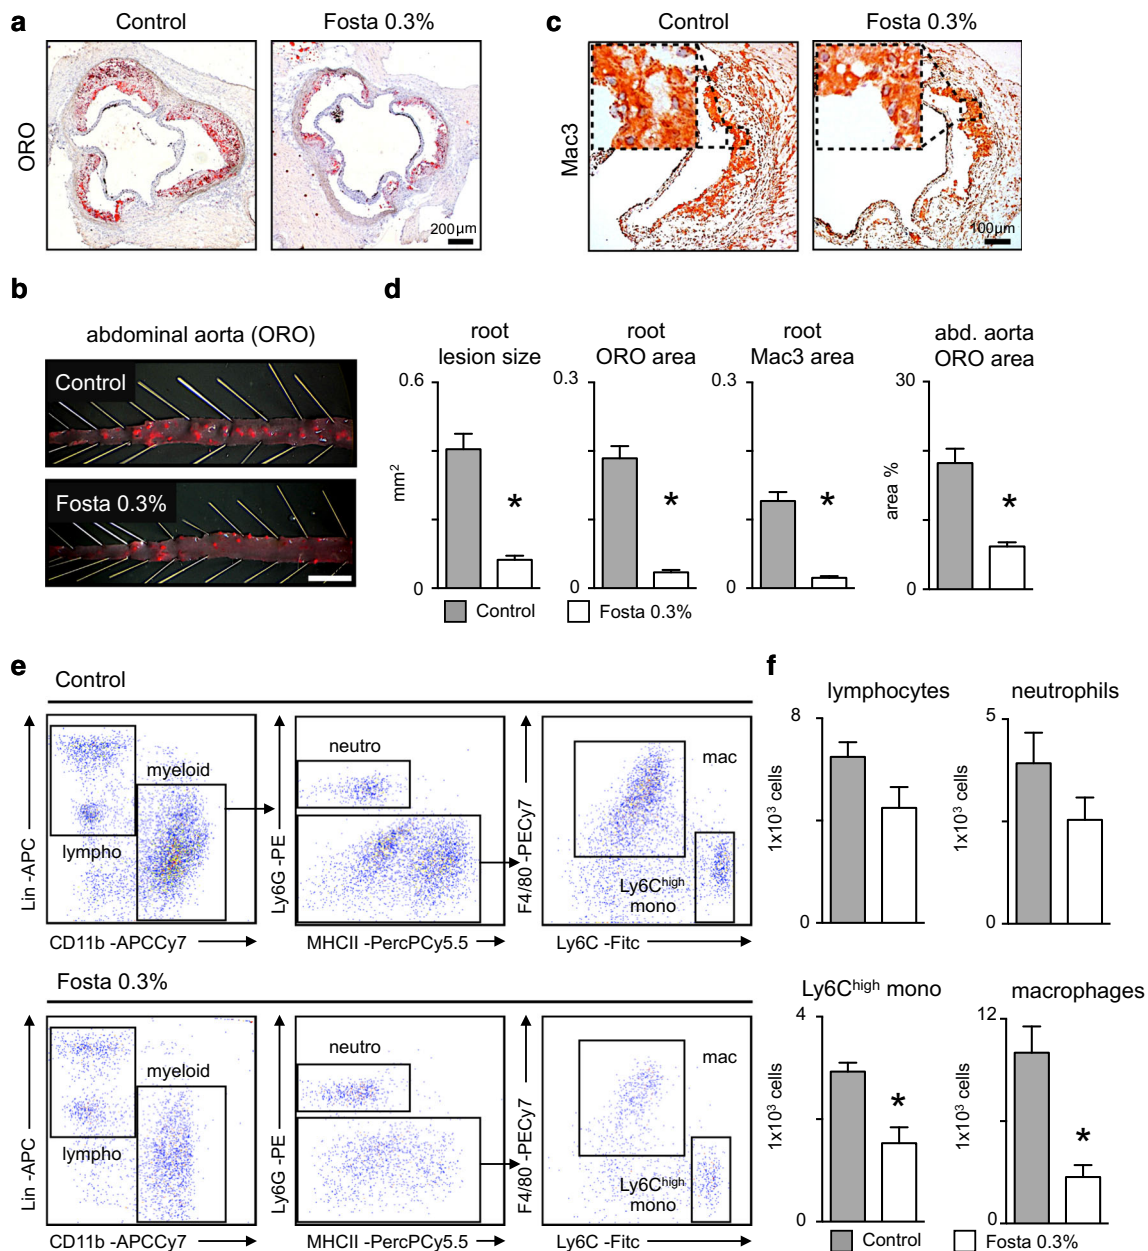 a
Control
Fosta 0.3%
ORO
200µm
c
Control
Fosta 0.3%
Mac3
100µm
b
abdominal aorta (ORO)
Control
Fosta 0.3%
d
root
lesion size
0.6
mm²
0
root
ORO area
0.3
0
root
Mac3 area
0.3
0
abd. aorta
ORO area
30
area %
0
*
*
*
*
Control
Fosta 0.3%
e
Control
Lin -APC
lympho
myeloid
CD11b -APCCy7
Ly6G -PE
neutro
MHCII -PercPCy5.5
F4/80 -PECy7
mac
Ly6Cʰⁱᵍʰ
mono
Ly6C -Fitc
Fosta 0.3%
Lin -APC
lympho
myeloid
CD11b -APCCy7
Ly6G -PE
neutro
MHCII -PercPCy5.5
F4/80 -PECy7
mac
Ly6Cʰⁱᵍʰ
mono
Ly6C -Fitc
f
lymphocytes
8
1x10³ cells
0
neutrophils
5
1x10³ cells
0
Ly6Cʰⁱᵍʰ mono
4
1x10³ cells
0
*
macrophages
12
1x10³ cells
0
*
Control
Fosta 0.3%